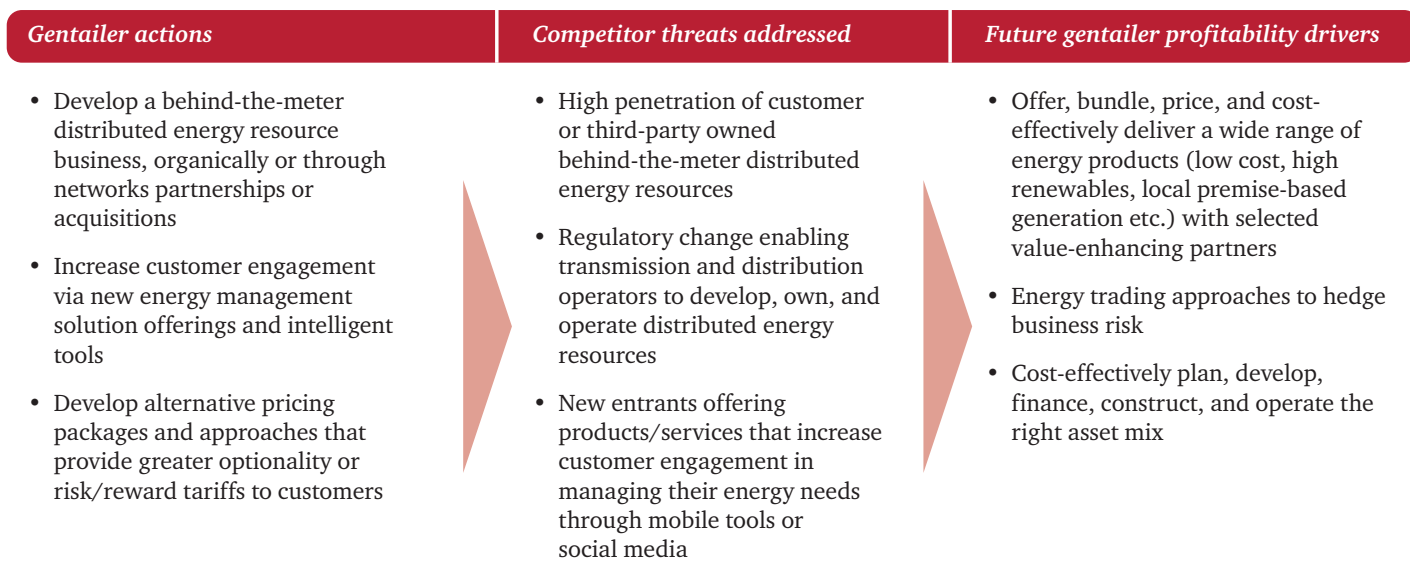 Gentailer actions
Competitor threats addressed
Future gentailer profitability drivers
• Develop a behind-the-meter
distributed energy resource
business, organically or through
networks partnerships or
acquisitions
• Increase customer engagement
via new energy management
solution offerings and intelligent
tools
• Develop alternative pricing
packages and approaches that
provide greater optionality or
risk/reward tariffs to customers
• High penetration of customer
or third-party owned
behind-the-meter distributed
energy resources
• Regulatory change enabling
transmission and distribution
operators to develop, own, and
operate distributed energy
resources
• New entrants offering
products/services that increase
customer engagement in
managing their energy needs
through mobile tools or
social media
• Offer, bundle, price, and cost-
effectively deliver a wide range of
energy products (low cost, high
renewables, local premise-based
generation etc.) with selected
value-enhancing partners
• Energy trading approaches to hedge
business risk
• Cost-effectively plan, develop,
finance, construct, and operate the
right asset mix